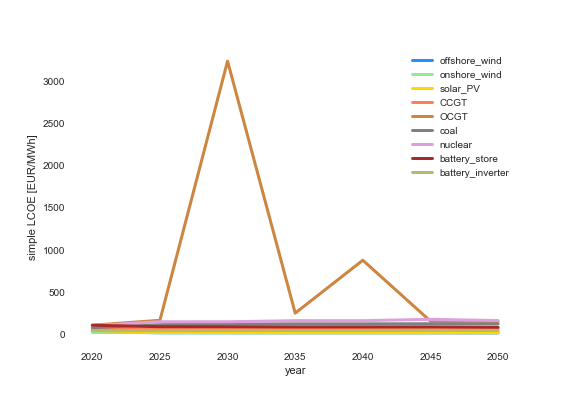 offshore_wind
onshore_wind
solar_PV
CCGT
OCGT
coal
nuclear
battery_store
battery_inverter
simple LCOE [EUR/MWh]
3000
2500
2000
1500
1000
500
0
2020 2025 2030 2035 2040 2045 2050
year